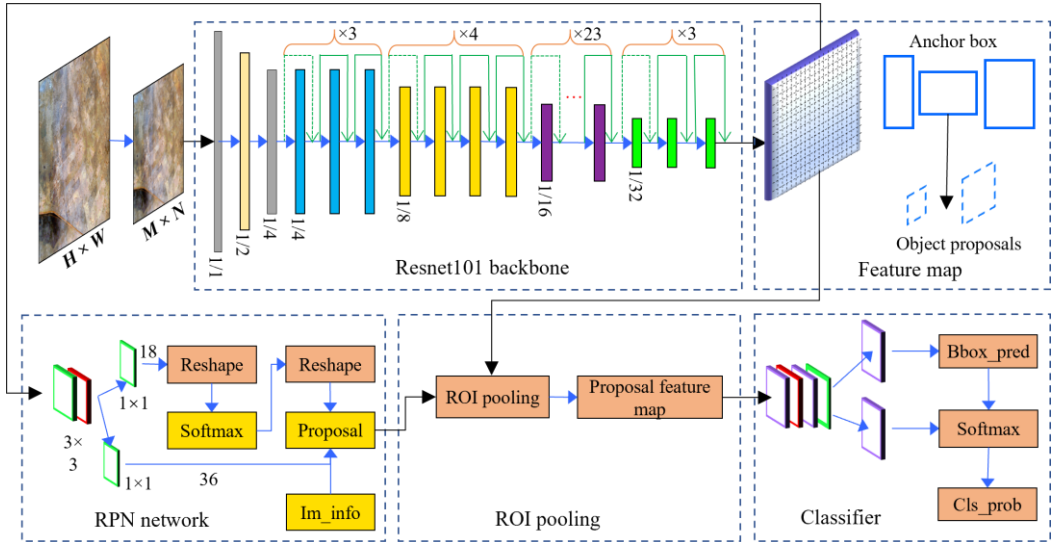 ×3
×4
×23
×3
...
H × W
M × N
1/1
1/2
1/4
1/4
1/8
1/16
1/32
Resnet101 backbone
Anchor box
Object proposals
Feature map
3×
3
1×1
1×1
18
36
Reshape
Softmax
Reshape
Proposal
Im_info
RPN network
ROI pooling
Proposal feature
map
ROI pooling
Bbox_pred
Softmax
Cls_prob
Classifier